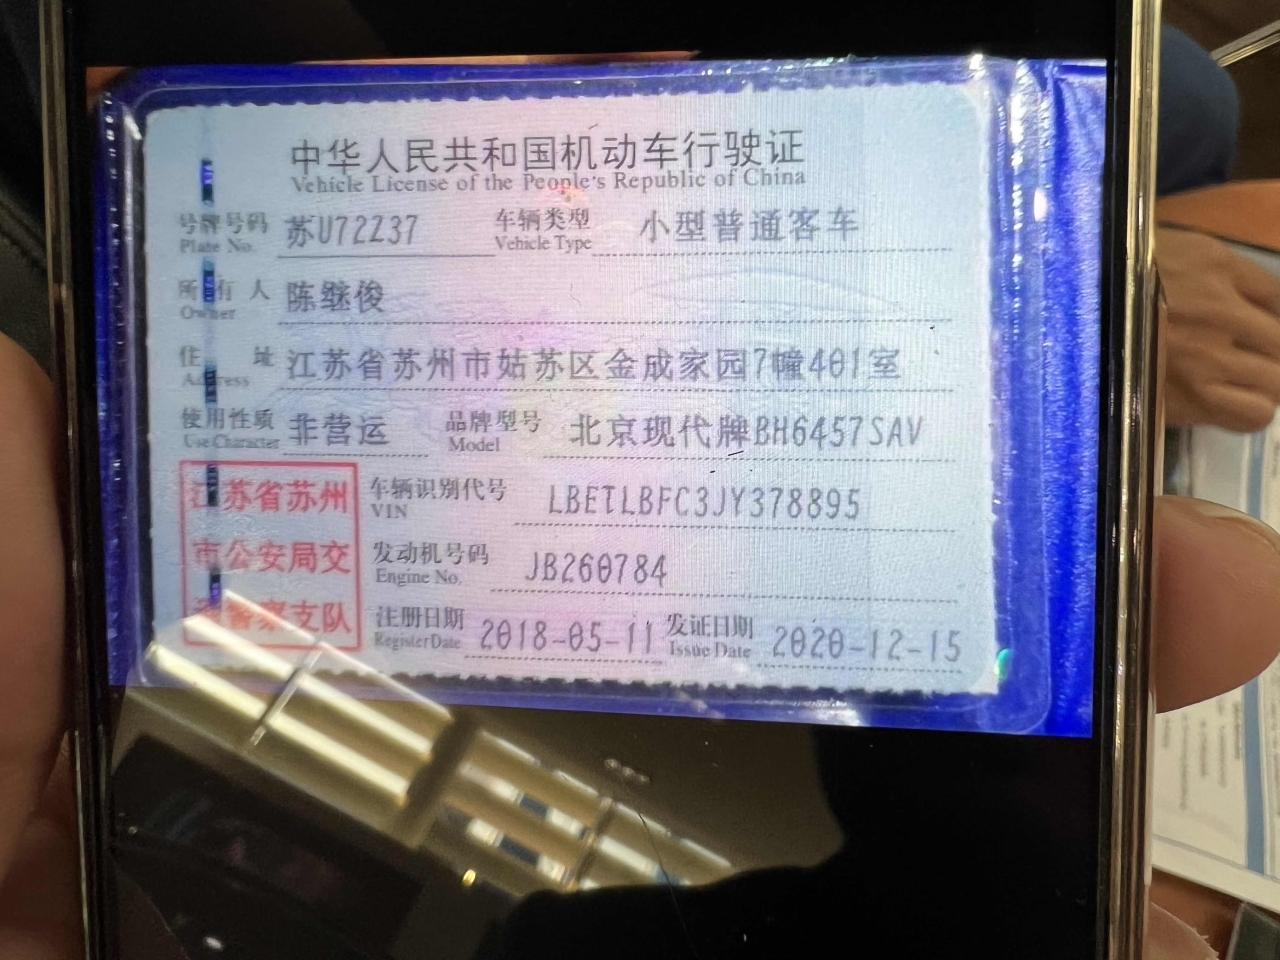 中华人民共和国机动车行驶证
Vehicle License of the People's Republic of China
号牌号码 苏U72Z37 车辆类型 小型普通客车
Plate No. Vehicle Type
所有人 陈继俊
Owner
住址 江苏省苏州市姑苏区金成家园7幢401室
Address
使用性质 非营运 品牌型号 北京现代牌BH6457SAV
Use Character Model
江苏省苏州
市公安局交
通警察支队
车辆识别代号 LBETLBFC3JY378895
VIN
发动机号码 JB260784
Engine No.
注册日期 2018-05-11 发证日期 2020-12-15
Register Date Issue Date